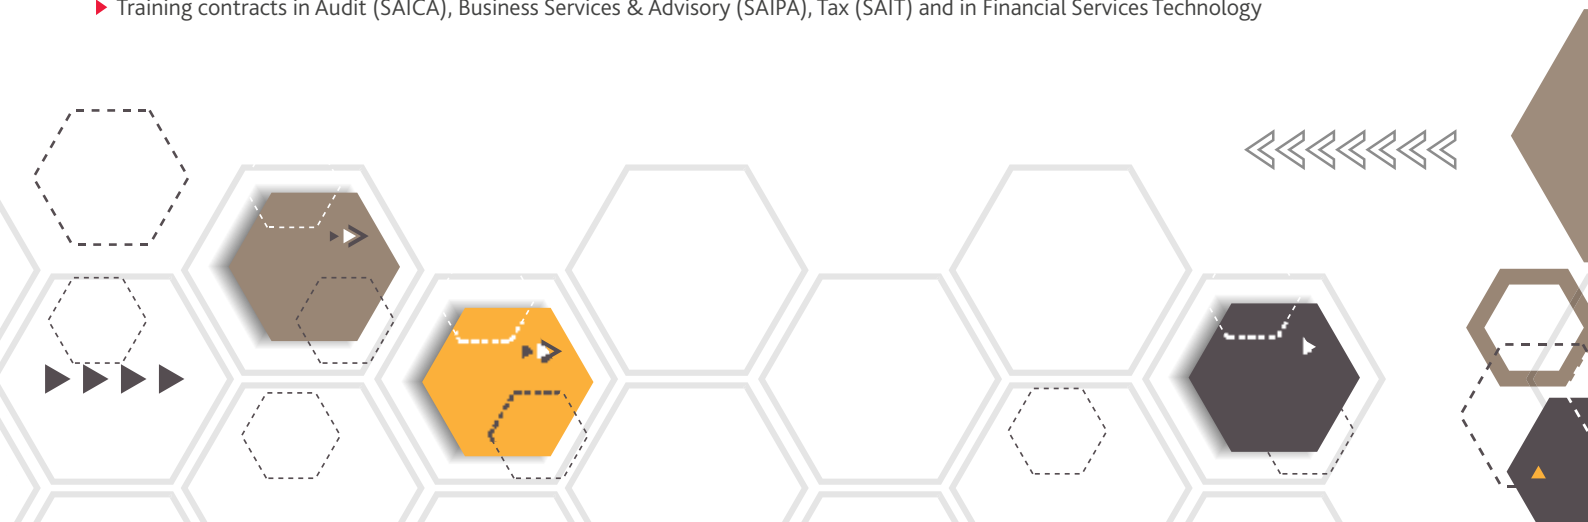 Training contracts in Audit (SAICA), Business Services & Advisory (SAIPA), Tax (SAIT) and in Financial Services Technology